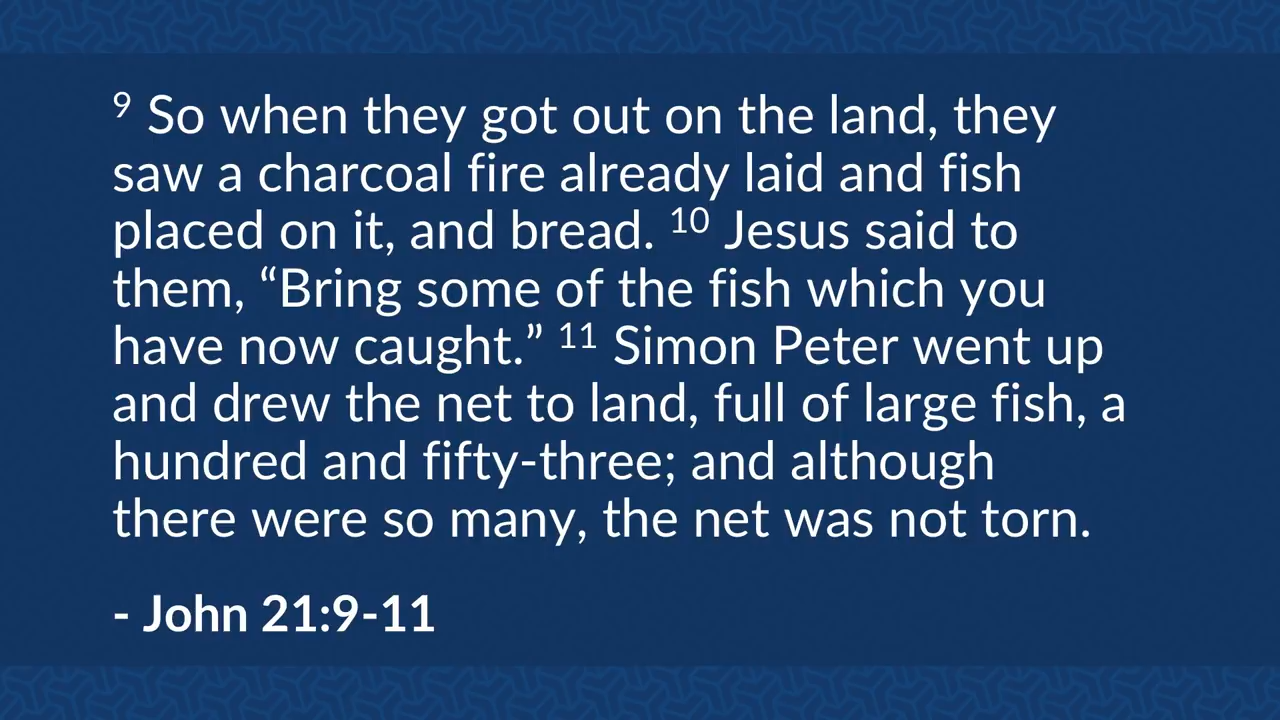 ⁹ So when they got out on the land, they
saw a charcoal fire already laid and fish
placed on it, and bread. ¹⁰ Jesus said to
them, “Bring some of the fish which you
have now caught.” ¹¹ Simon Peter went up
and drew the net to land, full of large fish, a
hundred and fifty-three; and although
there were so many, the net was not torn.
- John 21:9-11